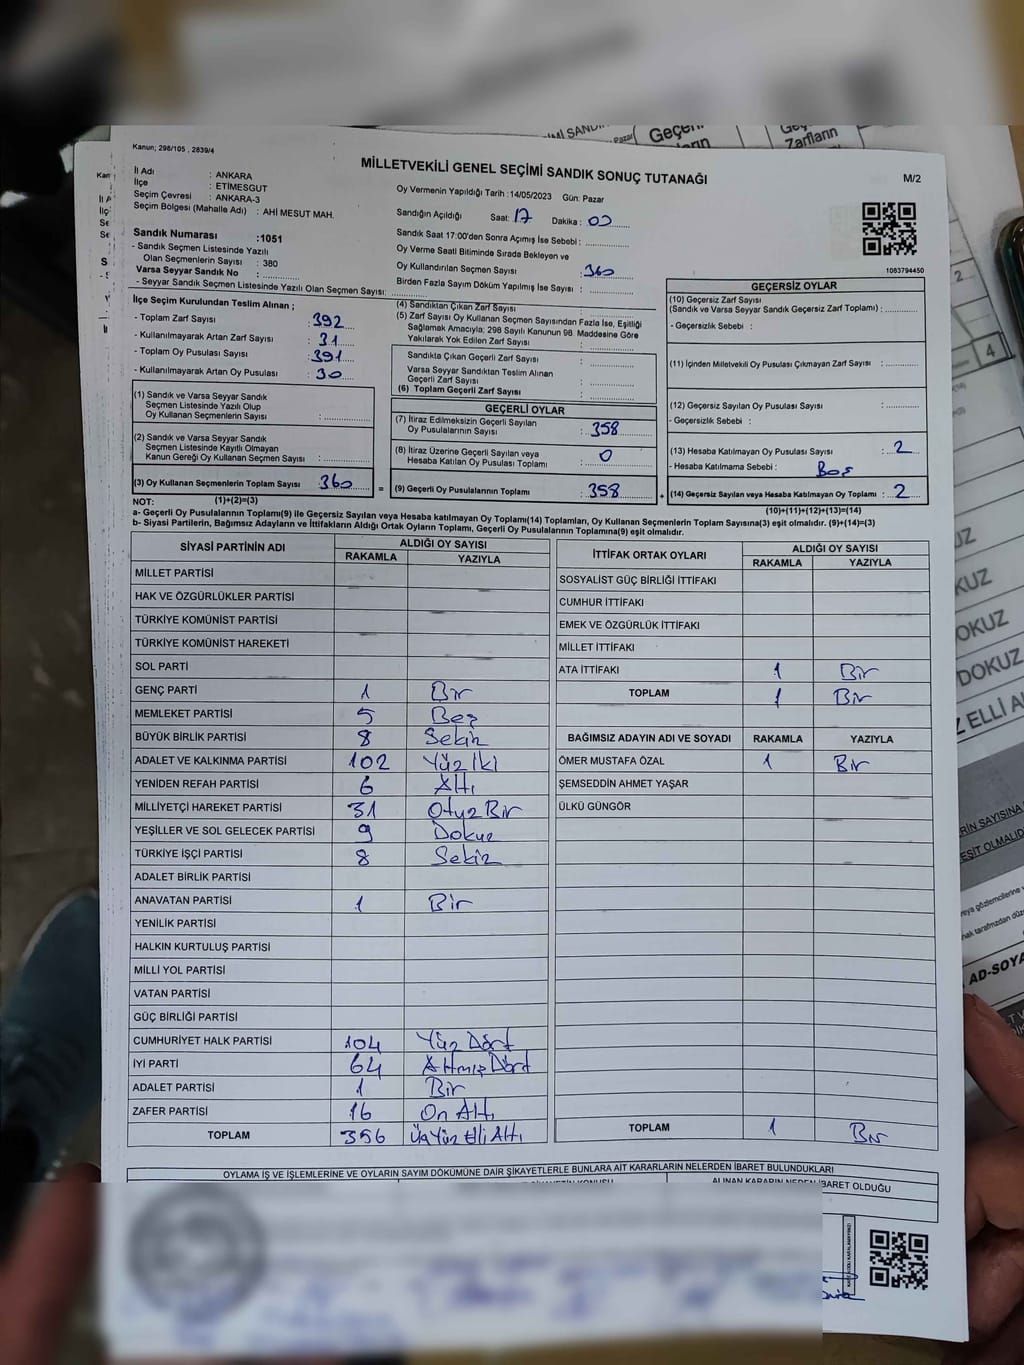 Kanun; 298/105 , 2839/4
MİLLETVEKİLİ GENEL SEÇİMİ SANDIK SONUÇ TUTANAĞI
M/2
İl Adı : ANKARA
İlçe : ETİMESGUT
Seçim Çevresi : ANKARA-3
Seçim Bölgesi (Mahalle Adı) : AHİ MESUT MAH.
Oy Vermenin Yapıldığı Tarih : 14/05/2023 Gün: Pazar
Sandığın Açıldığı Saat: 17 Dakika :
Sandık Saat 17:00'den Sonra Açımış İse Sebebi :
Oy Verme Saati Bitiminde Sırada Bekleyen ve
Oy Kullandırılan Seçmen Sayısı : 360
Birden Fazla Sayım Döküm Yapılmış İse Sayısı :
1083794450
Sandık Numarası : 1051
- Sandık Seçmen Listesinde Yazılı
Olan Seçmenlerin Sayısı : 380
Varsa Seyyar Sandık No :
- Seyyar Sandık Seçmen Listesinde Yazılı Olan Seçmen Sayısı:
İlçe Seçim Kurulundan Teslim Alınan ;
- Toplam Zarf Sayısı : 392
- Kullanılmayarak Artan Zarf Sayısı : 31
- Toplam Oy Pusulası Sayısı : 391
- Kullanılmayarak Artan Oy Pusulası : 30
(1) Sandık ve Varsa Seyyar Sandık
Seçmen Listesinde Yazılı Olup
Oy Kullanan Seçmenlerin Sayısı :
(2) Sandık ve Varsa Seyyar Sandık
Seçmen Listesinde Kayıtlı Olmayan
Kanun Gereği Oy Kullanan Seçmen Sayısı :
(3) Oy Kullanan Seçmenlerin Toplam Sayısı : 360
(4) Sandıktan Çıkan Zarf Sayısı :
(5) Zarf Sayısı Oy Kullanan Seçmen Sayısından Fazla İse, Eşitliği
Sağlamak Amacıyla; 298 Sayılı Kanunun 98. Maddesine Göre
Yakılarak Yok Edilen Zarf Sayısı :
Sandıkta Çıkan Geçerli Zarf Sayısı :
Varsa Seyyar Sandıktan Teslim Alınan
Geçerli Zarf Sayısı :
(6) Toplam Geçerli Zarf Sayısı :
GEÇERLİ OYLAR
(7) İtiraz Edilmeksizin Geçerli Sayılan
Oy Pusulalarının Sayısı : 358
(8) İtiraz Üzerine Geçerli Sayılan veya
Hesaba Katılan Oy Pusulası Toplamı : 0
= (9) Geçerli Oy Pusulalarının Toplamı : 358
GEÇERSİZ OYLAR
(10) Geçersiz Zarf Sayısı
(Sandık ve Varsa Seyyar Sandık Geçersiz Zarf Toplamı) :
- Geçersizlik Sebebi :
(11) İçinden Milletvekili Oy Pusulası Çıkmayan Zarf Sayısı :
(12) Geçersiz Sayılan Oy Pusulası Sayısı :
- Geçersizlik Sebebi :
(13) Hesaba Katılmayan Oy Pusulası Sayısı : 2
- Hesaba Katılmama Sebebi : Boş
+ (14) Geçersiz Sayılan veya Hesaba Katılmayan Oy Toplamı : 2
NOT: (1)+(2)=(3)
(10)+(11)+(12)+(13)=(14)
a- Geçerli Oy Pusulasının Toplamı(9) ile Geçersiz Sayılan veya Hesaba katılmayan Oy Toplamı(14) Toplamları, Oy Kullanan Seçmenlerin Toplam Sayısına(3) eşit olmalıdır. (9)+(14)=(3)
b- Siyasi Partilerin, Bağımsız Adayların ve İttifakların Aldığı Ortak Oyların Toplamı, Geçerli Oy Pusulalarının Toplamına(9) eşit olmalıdır.
SİYASİ PARTİNİN ADI ALDIĞI OY SAYISI
RAKAMLA YAZIYLA
MİLLET PARTİSİ
HAK VE ÖZGÜRLÜKLER PARTİSİ
TÜRKİYE KOMÜNİST PARTİSİ
TÜRKİYE KOMÜNİST HAREKETİ
SOL PARTİ
GENÇ PARTİ 1 Bir
MEMLEKET PARTİSİ 5 Beş
BÜYÜK BİRLİK PARTİSİ 8 Sekiz
ADALET VE KALKINMA PARTİSİ 102 Yüz İki
YENİDEN REFAH PARTİSİ 6 Altı
MİLLİYETÇİ HAREKET PARTİSİ 31 Otuz Bir
YEŞİLLER VE SOL GELECEK PARTİSİ 9 Dokuz
TÜRKİYE İŞÇİ PARTİSİ 8 Sekiz
ADALET BİRLİK PARTİSİ
ANAVATAN PARTİSİ 1 Bir
YENİLİK PARTİSİ
HALKIN KURTULUŞ PARTİSİ
MİLLİ YOL PARTİSİ
VATAN PARTİSİ
GÜÇ BİRLİĞİ PARTİSİ
CUMHURİYET HALK PARTİSİ 104 Yüz Dört
İYİ PARTİ 64 Altmış Dört
ADALET PARTİSİ 1 Bir
ZAFER PARTİSİ 16 On Altı
TOPLAM 356 Üç Yüz Elli Altı
İTTİFAK ORTAK OYLARI ALDIĞI OY SAYISI
RAKAMLA YAZIYLA
SOSYALİST GÜÇ BİRLİĞİ İTTİFAKI
CUMHUR İTTİFAKI
EMEK VE ÖZGÜRLÜK İTTİFAKI
MİLLET İTTİFAKI
ATA İTTİFAKI 1 Bir
TOPLAM 1 Bir
BAĞIMSIZ ADAYIN ADI VE SOYADI RAKAMLA YAZIYLA
ÖMER MUSTAFA ÖZAL 1 Bir
ŞEMSEDDİN AHMET YAŞAR
ÜLKÜ GÜNGÖR
TOPLAM 1 Bir
OYLAMA İŞ VE İŞLEMLERİNE VE OYLARIN SAYIM DÖKÜMÜNE DAİR ŞİKAYETLERLE BUNLARA AİT KARARLARIN NELERDEN İBARET BULUNDUKLARI
ALINAN KARARIN NEDEN İBARET OLDUĞU
Pazar
Geçerli
Zarfların
2
4
KUZ
DOKUZ
AD-SOYA